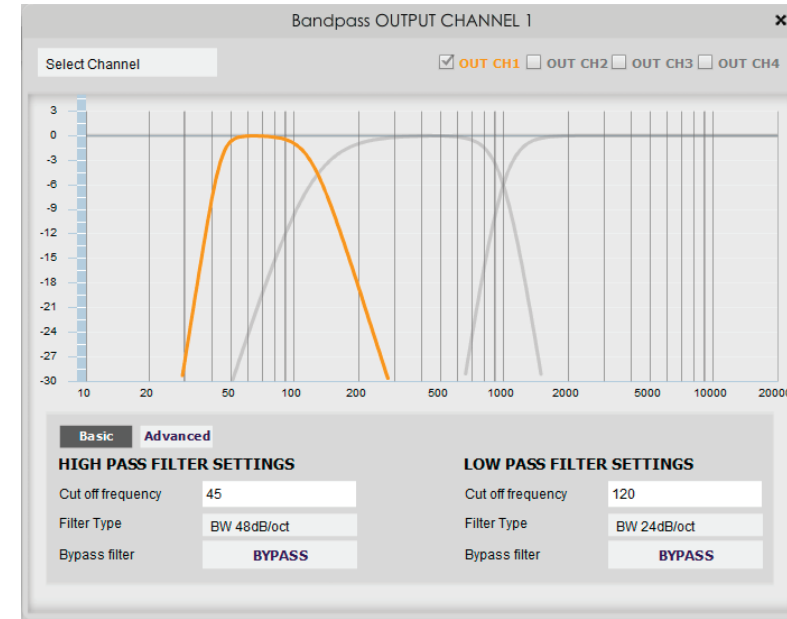 Bandpass OUTPUT CHANNEL 1 ×
Select Channel OUT CH1 OUT CH2 OUT CH3 OUT CH4
3
0
-3
-6
-9
-12
-15
-18
-21
-24
-27
-30
10 20 50 100 200 500 1000 2000 5000 10000 20000
Basic Advanced
HIGH PASS FILTER SETTINGS LOW PASS FILTER SETTINGS
Cut off frequency 45 Cut off frequency 120
Filter Type BW 48dB/oct Filter Type BW 24dB/oct
Bypass filter BYPASS Bypass filter BYPASS